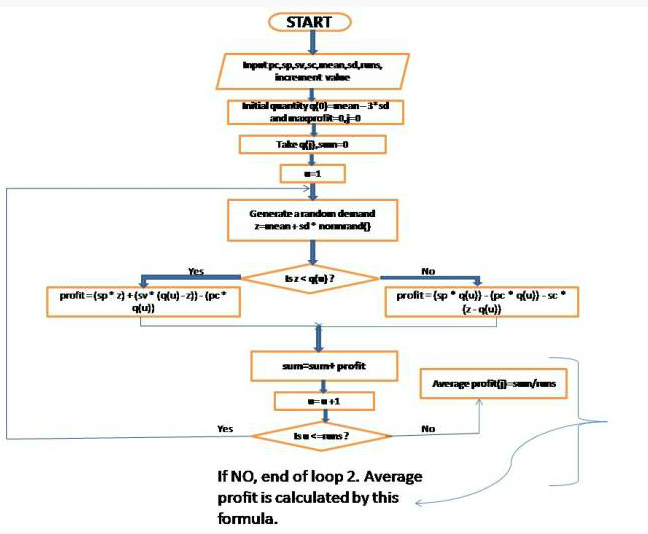 START
Input pc,sp,sv,sc,mean,sd,runs,
increment value
Initial quantity q(0)=mean – 3* sd
and maxprofit=0,j=0
Take q(j),sum=0
u=1
Generate a random demand
z=mean + sd * normrand()
Is z < q(u) ?
Yes
No
profit = (sp * z) + (sv * (q(u) - z)) - (pc *
q(u))
profit = (sp * q(u)) - (pc * q(u)) - sc *
(z - q(u))
sum=sum+ profit
Average profit(j)=sum/runs
u= u +1
Is u <=runs ?
Yes
No
If NO, end of loop 2. Average
profit is calculated by this
formula.